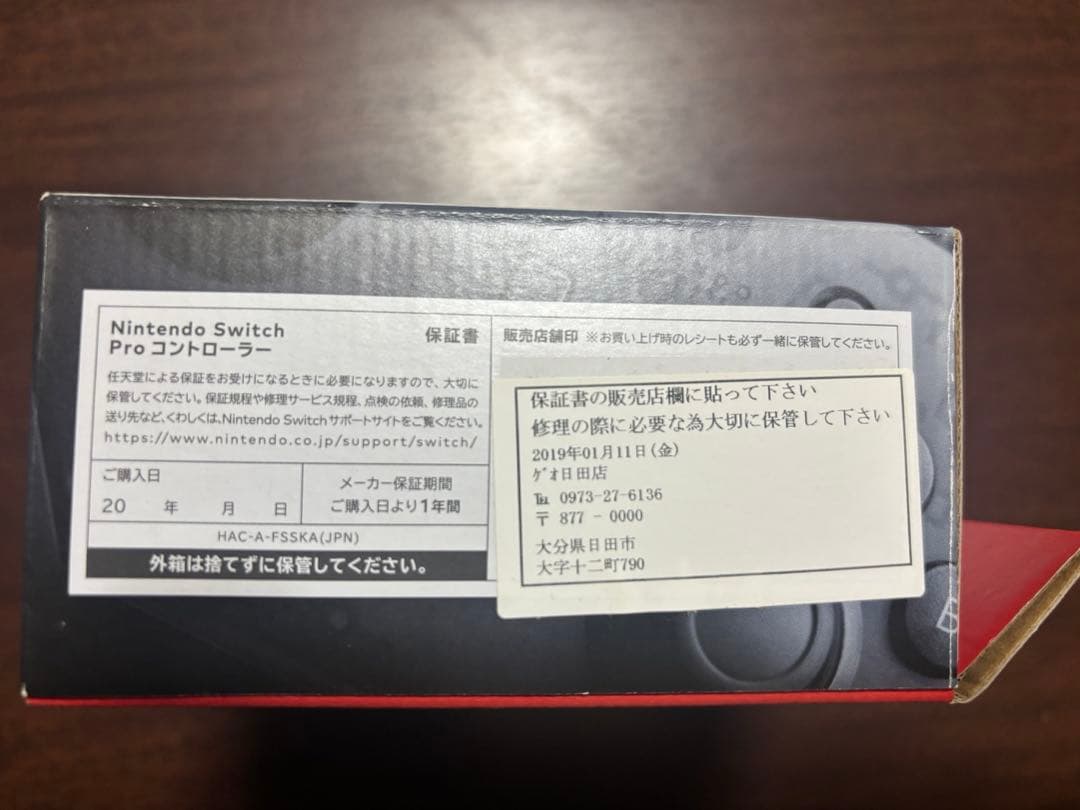 Nintendo Switch
Pro コントローラー
保証書
任天堂による保証をお受けになるときに必要になりますので、大切に
保管してください。保証規程や修理サービス規程、点検の依頼、修理品の
送り先など、くわしくは、Nintendo Switchサポートサイトをご覧ください。
https://www.nintendo.co.jp/support/switch/
ご購入日
20 年 月 日
メーカー保証期間
ご購入日より1年間
HAC-A-FSSKA(JPN)
外箱は捨てずに保管してください。
販売店舗印 ※お買い上げ時のレシートも必ず一緒に保管してください。
保証書の販売店欄に貼って下さい
修理の際に必要な為大切に保管して下さい
2019年01月11日(金)
ゲオ日田店
℡ 0973-27-6136
〒 877 - 0000
大分県日田市
大字十二町790
B